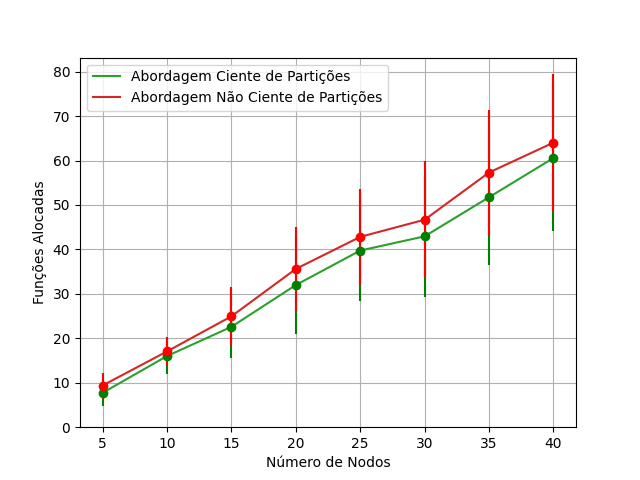 Abordagem Ciente de Partições
Abordagem Não Ciente de Partições
80
70
60
50
40
30
20
10
0
Funções Alocadas
5 10 15 20 25 30 35 40
Número de Nodos